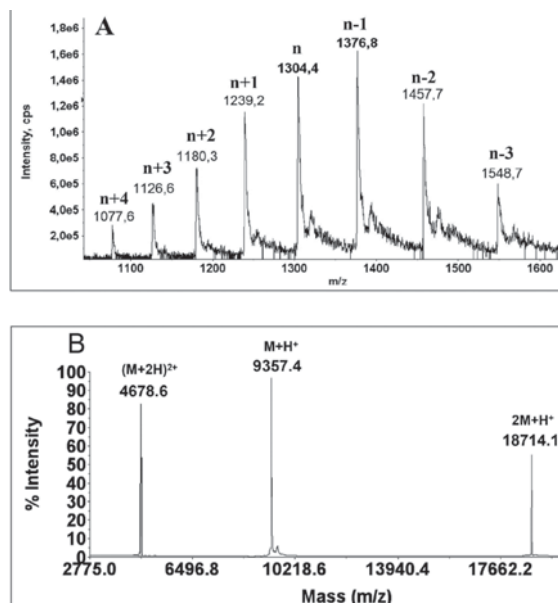 A
1,8e6
1,6e6
1,4e6
1,2e6
1,0e6
8,0e5
6,0e5
4,0e5
2,0e5
Intensity, cps
n+4
1077,6
n+3
1126,6
n+2
1180,3
n+1
1239,2
n
1304,4
n-1
1376,8
n-2
1457,7
n-3
1548,7
1100 1200 1300 1400 1500 1600
m/z
B
(M+2H)²⁺
4678.6
M+H⁺
9357.4
2M+H⁺
18714.1
100
90
80
70
60
50
40
30
20
10
0
% Intensity
2775.0 6496.8 10218.6 13940.4 17662.2
Mass (m/z)